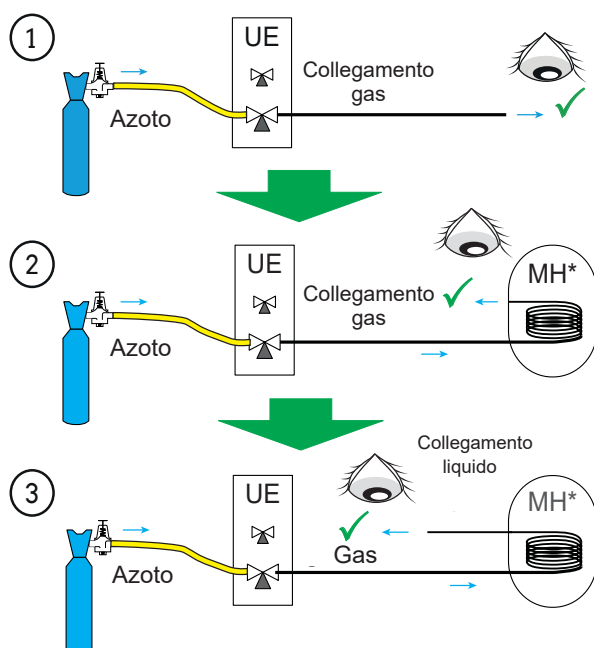 1
UE
Collegamento
gas
Azoto
2
UE
MH*
Collegamento
gas
Azoto
3
Collegamento
liquido
UE
MH*
Gas
Azoto